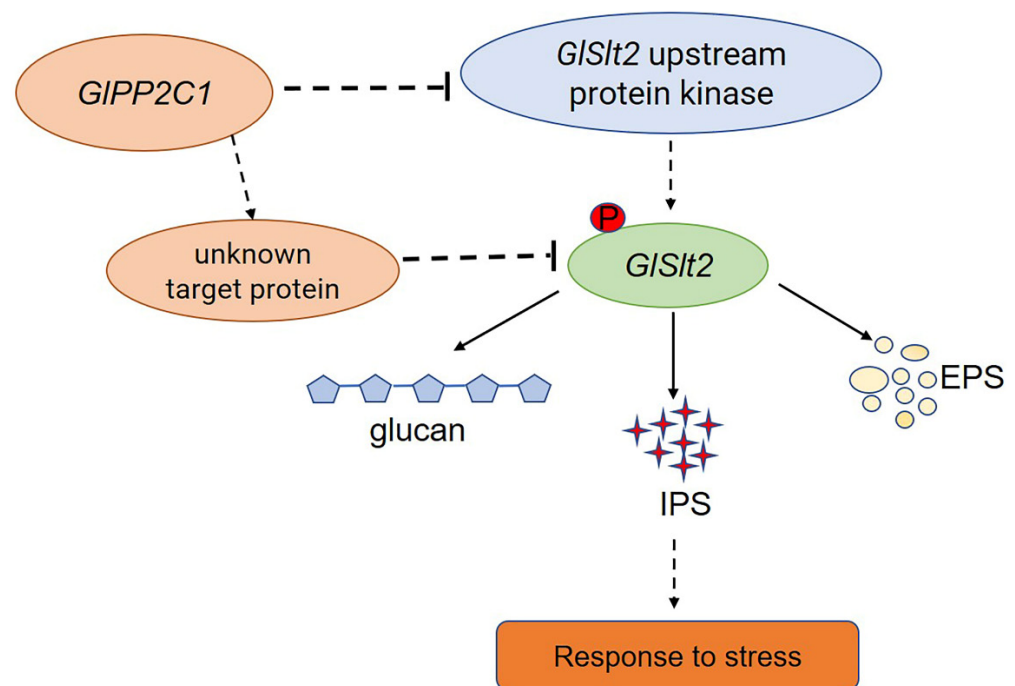 GlPP2C1
GlSlt2 upstream
protein kinase
P
unknown
target protein
GlSlt2
EPS
glucan
IPS
Response to stress